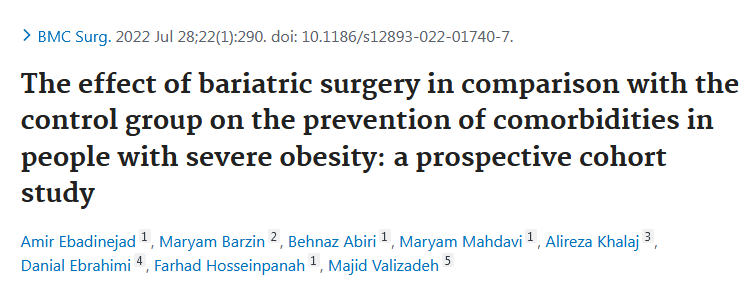 BMC Surg. 2022 Jul 28;22(1):290. doi: 10.1186/s12893-022-01740-7.
The effect of bariatric surgery in comparison with the
control group on the prevention of comorbidities in
people with severe obesity: a prospective cohort
study
Amir Ebadinejad 1, Maryam Barzin 2, Behnaz Abiri 1, Maryam Mahdavi 1, Alireza Khalaj 3,
Danial Ebrahimi 4, Farhad Hosseinpanah 1, Majid Valizadeh 5